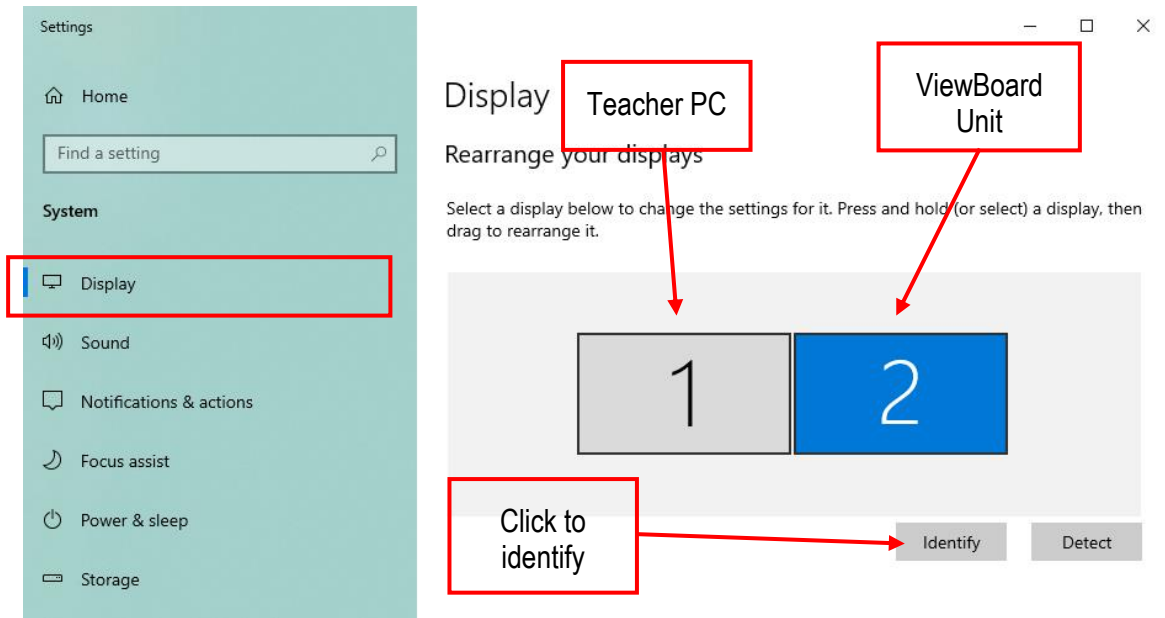 Settings
Home
Find a setting
System
Display
Sound
Notifications & actions
Focus assist
Power & sleep
Storage
Display
Teacher PC
ViewBoard
Unit
Rearrange your displays
Select a display below to change the settings for it. Press and hold (or select) a display, then
drag to rearrange it.
1
2
Click to
identify
Identify
Detect